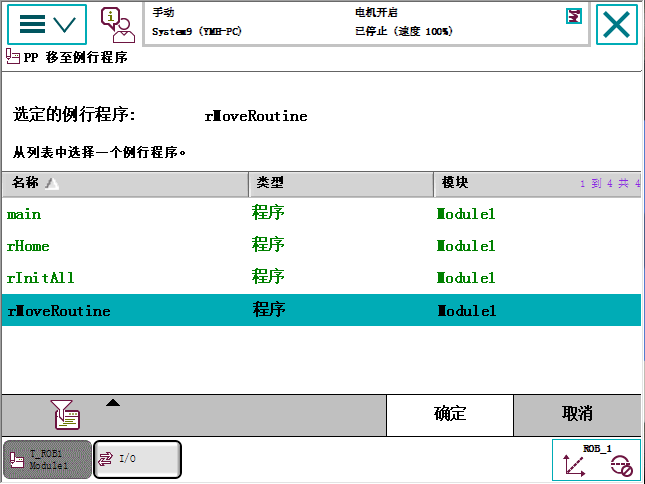 手动
电机开启
System9 (YMH-PC)
已停止 (速度 100%)
PP 移至例行程序
选定的例行程序: rMoveRoutine
从列表中选择一个例行程序。
名称 类型 模块 1 到 4 共 4
main 程序 Module1
rHome 程序 Module1
rInitAll 程序 Module1
rMoveRoutine 程序 Module1
确定 取消
T_ROB1
Module1
I/O
ROB_1